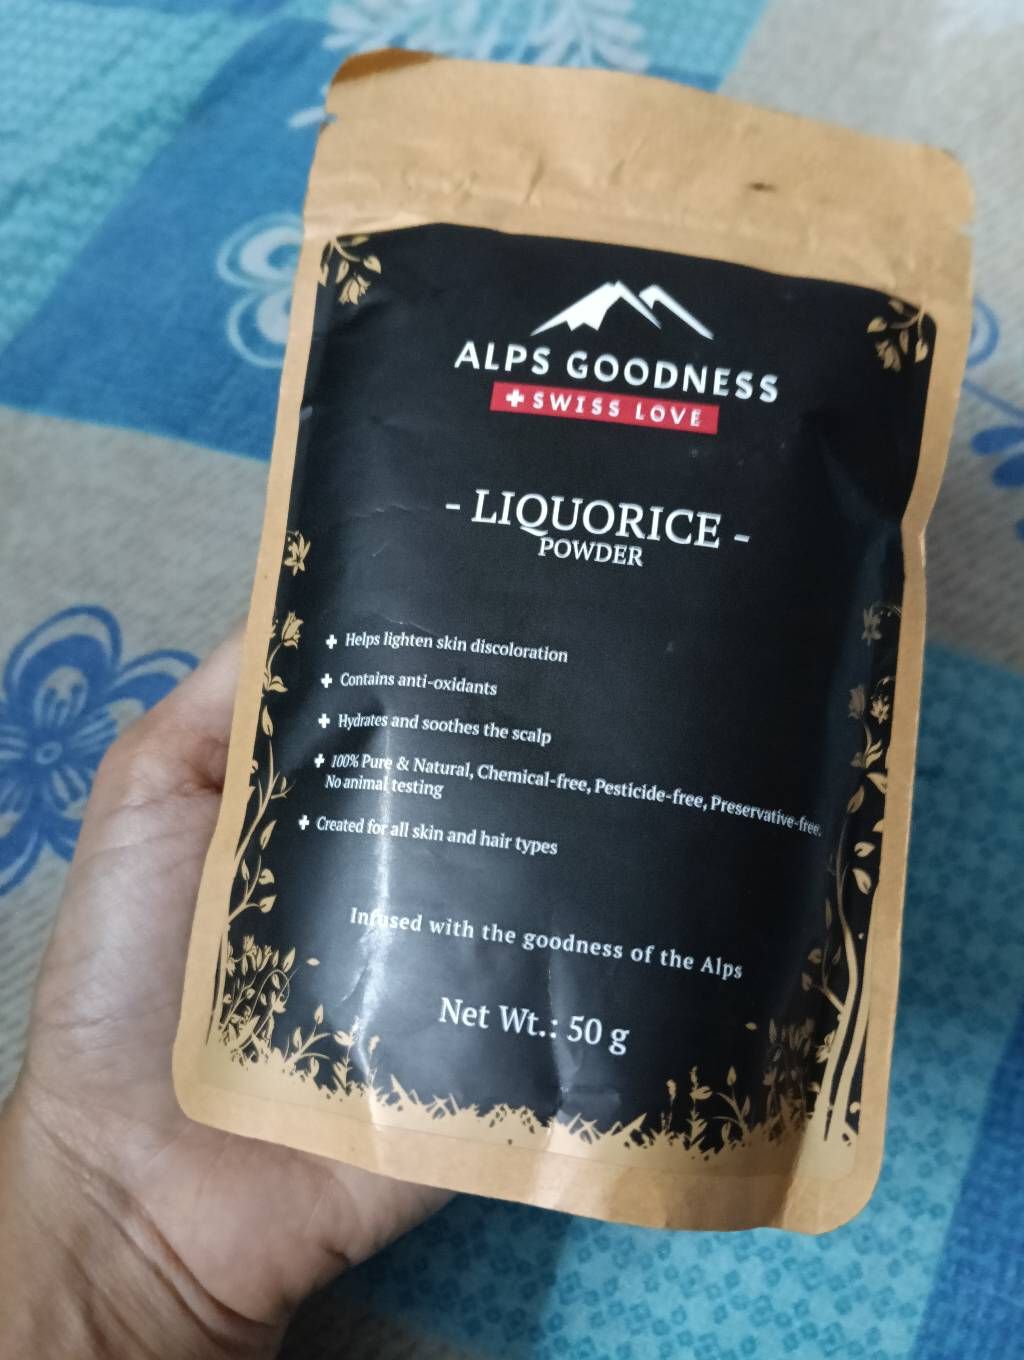 ALPS GOODNESS
SWISS LOVE
- LIQUORICE -
POWDER
Helps lighten skin discoloration
Contains anti-oxidants
Hydrates and soothes the scalp
100% Pure & Natural, Chemical-free, Pesticide-free, Preservative-free,
No animal testing
Created for all skin and hair types
Infused with the goodness of the Alps
Net Wt.: 50 g